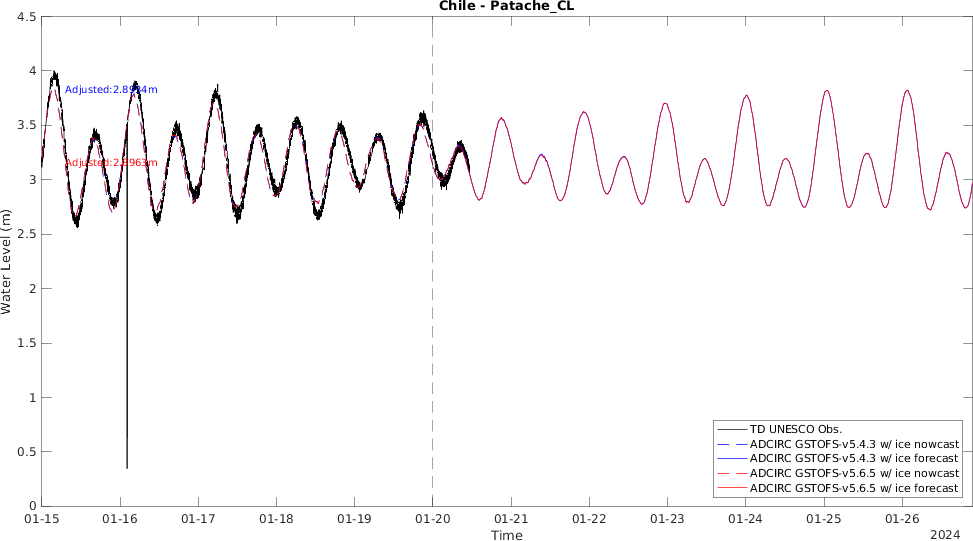 Chile - Patache_CL
4.5
4
3.5
3
2.5
2
1.5
1
0.5
0
Water Level (m)
Adjusted:2.8984m
Adjusted:2.8963m
TD UNESCO Obs.
ADCIRC GSTOFS-v5.4.3 w/ ice nowcast
ADCIRC GSTOFS-v5.4.3 w/ ice forecast
ADCIRC GSTOFS-v5.6.5 w/ ice nowcast
ADCIRC GSTOFS-v5.6.5 w/ ice forecast
01-15 01-16 01-17 01-18 01-19 01-20 01-21 01-22 01-23 01-24 01-25 01-26
Time
2024